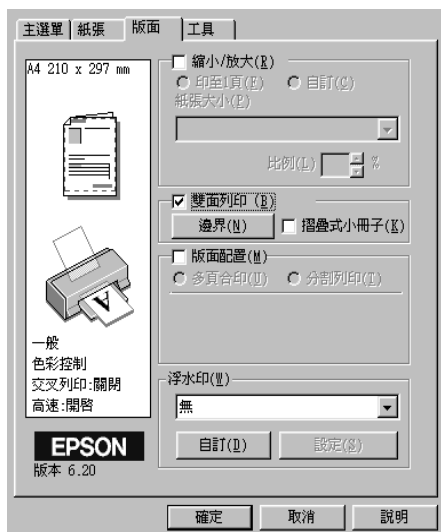 主選單 紙張 版面 工具
A4 210 x 297 mm
縮小/放大(R)
印至1頁(F) 自訂(C)
紙張大小(P)
比例(L) %
雙面列印 (B)
邊界(N) 摺疊式小冊子(K)
版面配置(M)
多頁合印(U) 分割列印(T)
A
一般
色彩控制
交叉列印:關閉
高速:開啓
浮水印(W)
無
自訂(D) 設定(S)
EPSON
版本 6.20
確定 取消 說明